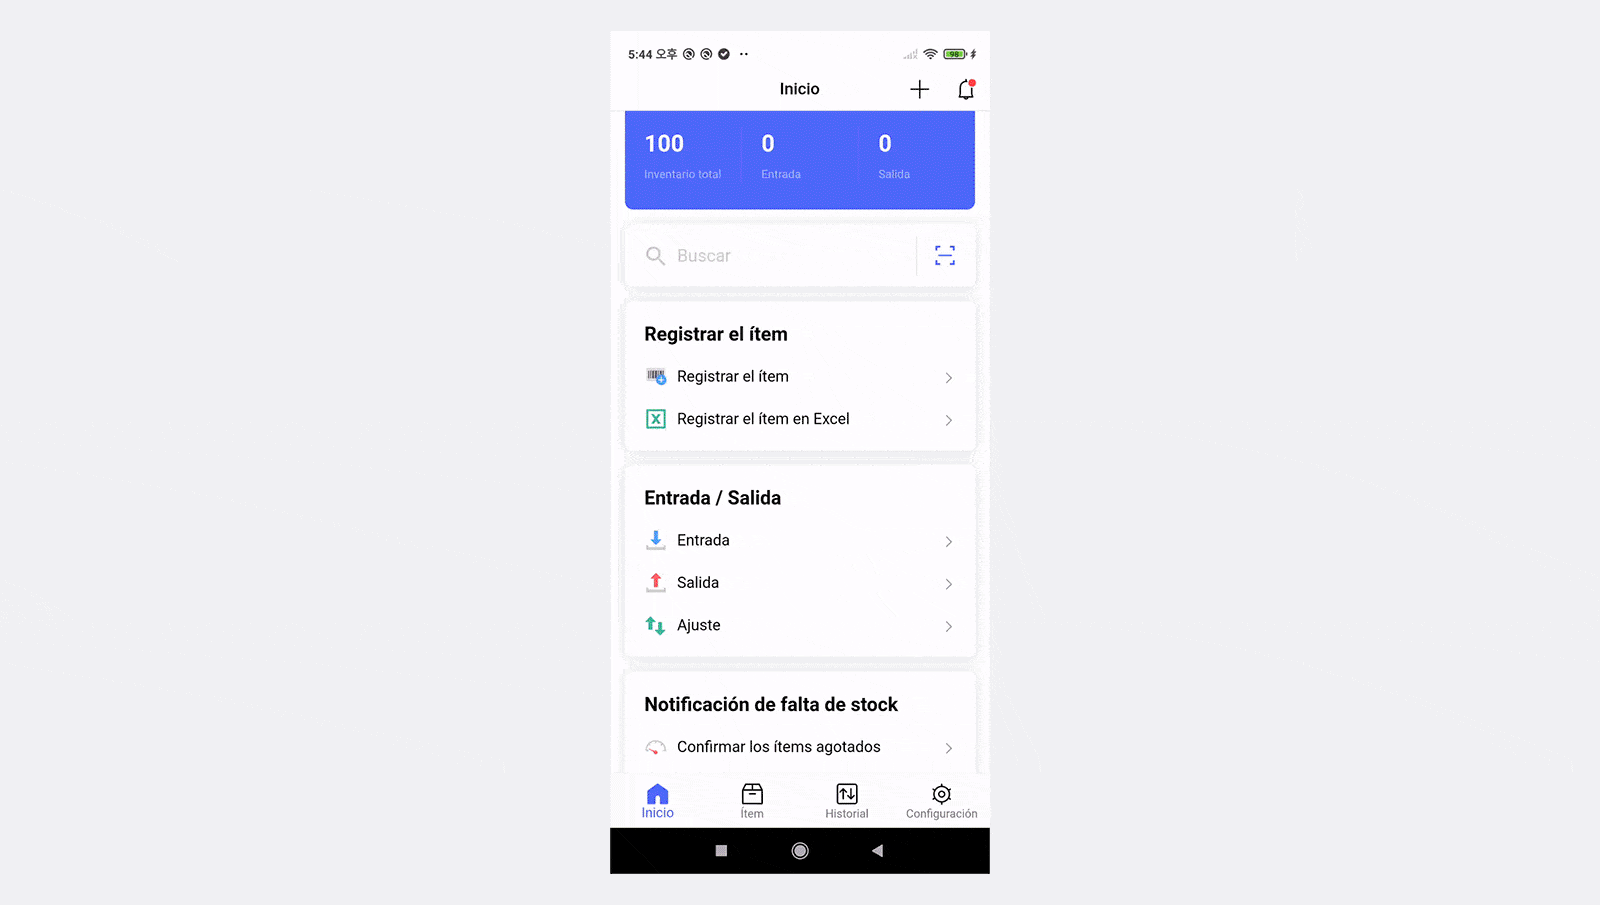 5:44 오후
98
Inicio
100 0 0
Inventario total Entrada Salida
Buscar
Registrar el ítem
Registrar el ítem
Registrar el ítem en Excel
Entrada / Salida
Entrada
Salida
Ajuste
Notificación de falta de stock
Confirmar los ítems agotados
Inicio Ítem Historial Configuración